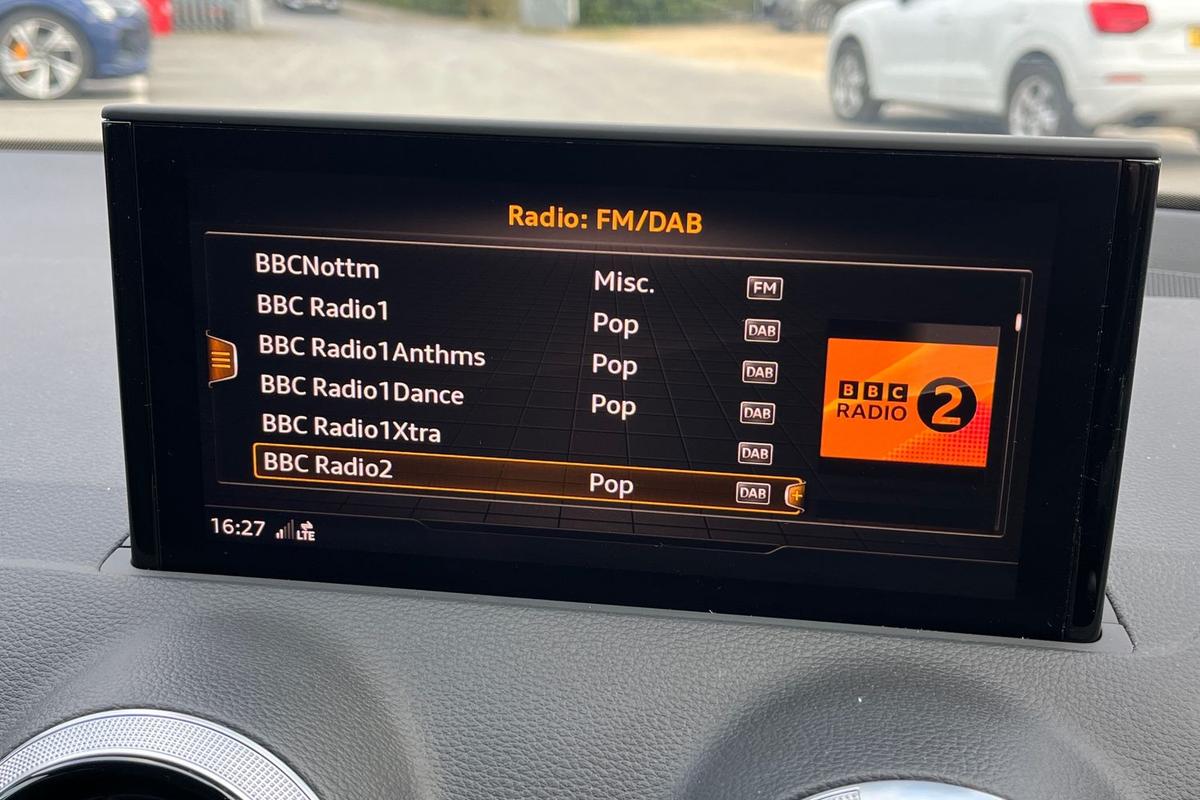 Radio: FM/DAB
BBCNottm Misc. FM
BBC Radio1 Pop DAB
BBC Radio1Anthms Pop DAB
BBC Radio1Dance Pop DAB
BBC Radio1Xtra DAB
BBC Radio2 Pop DAB
BBC
RADIO 2
16:27 LTE